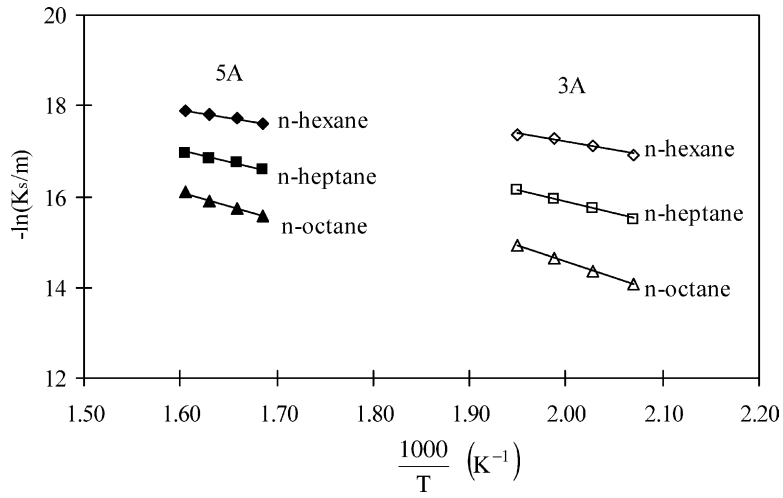 20
18
16
14
12
-ln(Ks/m)
5A
3A
n-hexane
n-heptane
n-octane
n-hexane
n-heptane
n-octane
1.50 1.60 1.70 1.80 1.90 2.00 2.10 2.20
1000
T
(K⁻¹)